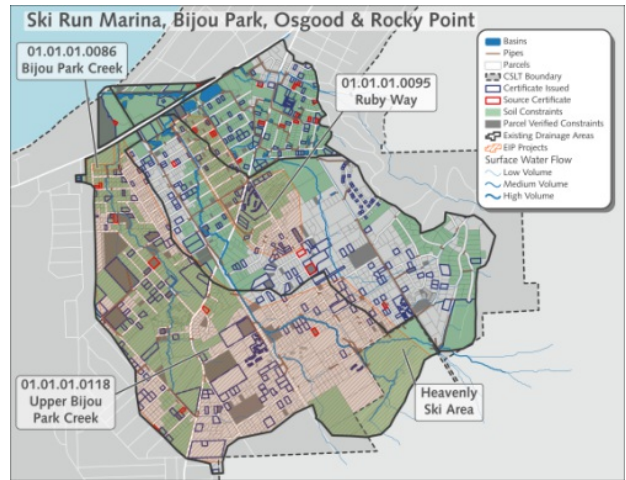 Ski Run Marina, Bijou Park, Osgood & Rocky Point
01.01.01.0086
Bijou Park Creek
01.01.01.0095
Ruby Way
Basins
Pipes
Parcels
CSLT Boundary
Certificate Issued
Source Certificate
Soil Constraints
Parcel Verified Constraints
Existing Drainage Areas
EIP Projects
Surface Water Flow
Low Volume
Medium Volume
High Volume
01.01.01.0118
Upper Bijou
Park Creek
Heavenly
Ski Area